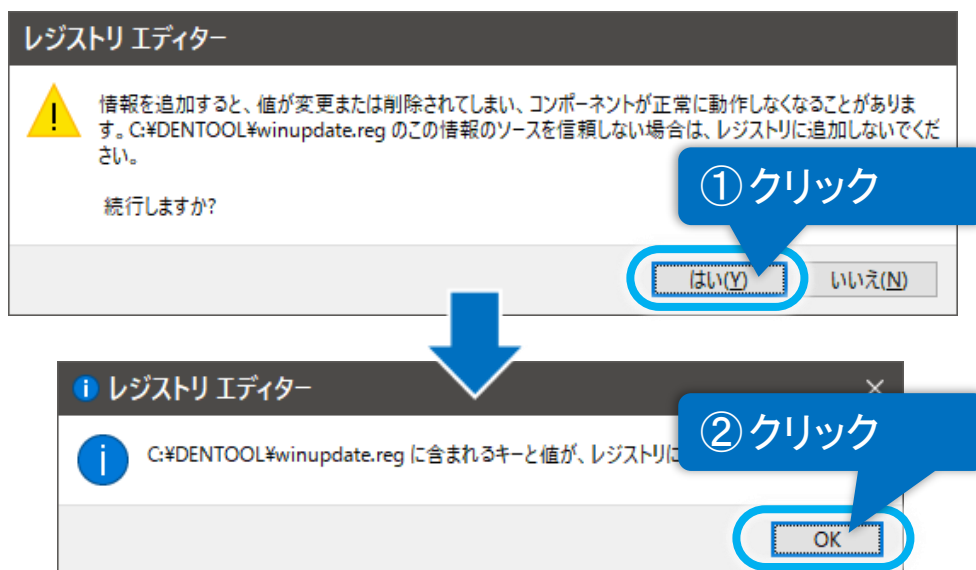 レジストリ エディター
情報を追加すると、値が変更または削除されてしまい、コンポーネントが正常に動作しなくなることがありま
す。C:¥DENTOOL¥winupdate.reg のこの情報のソースを信頼しない場合は、レジストリに追加しないでくだ
さい。
①クリック
続行しますか?
はい(Y)
いいえ(N)
レジストリ エディター
②クリック
C:¥DENTOOL¥winupdate.reg に含まれるキーと値が、レジストリに
OK